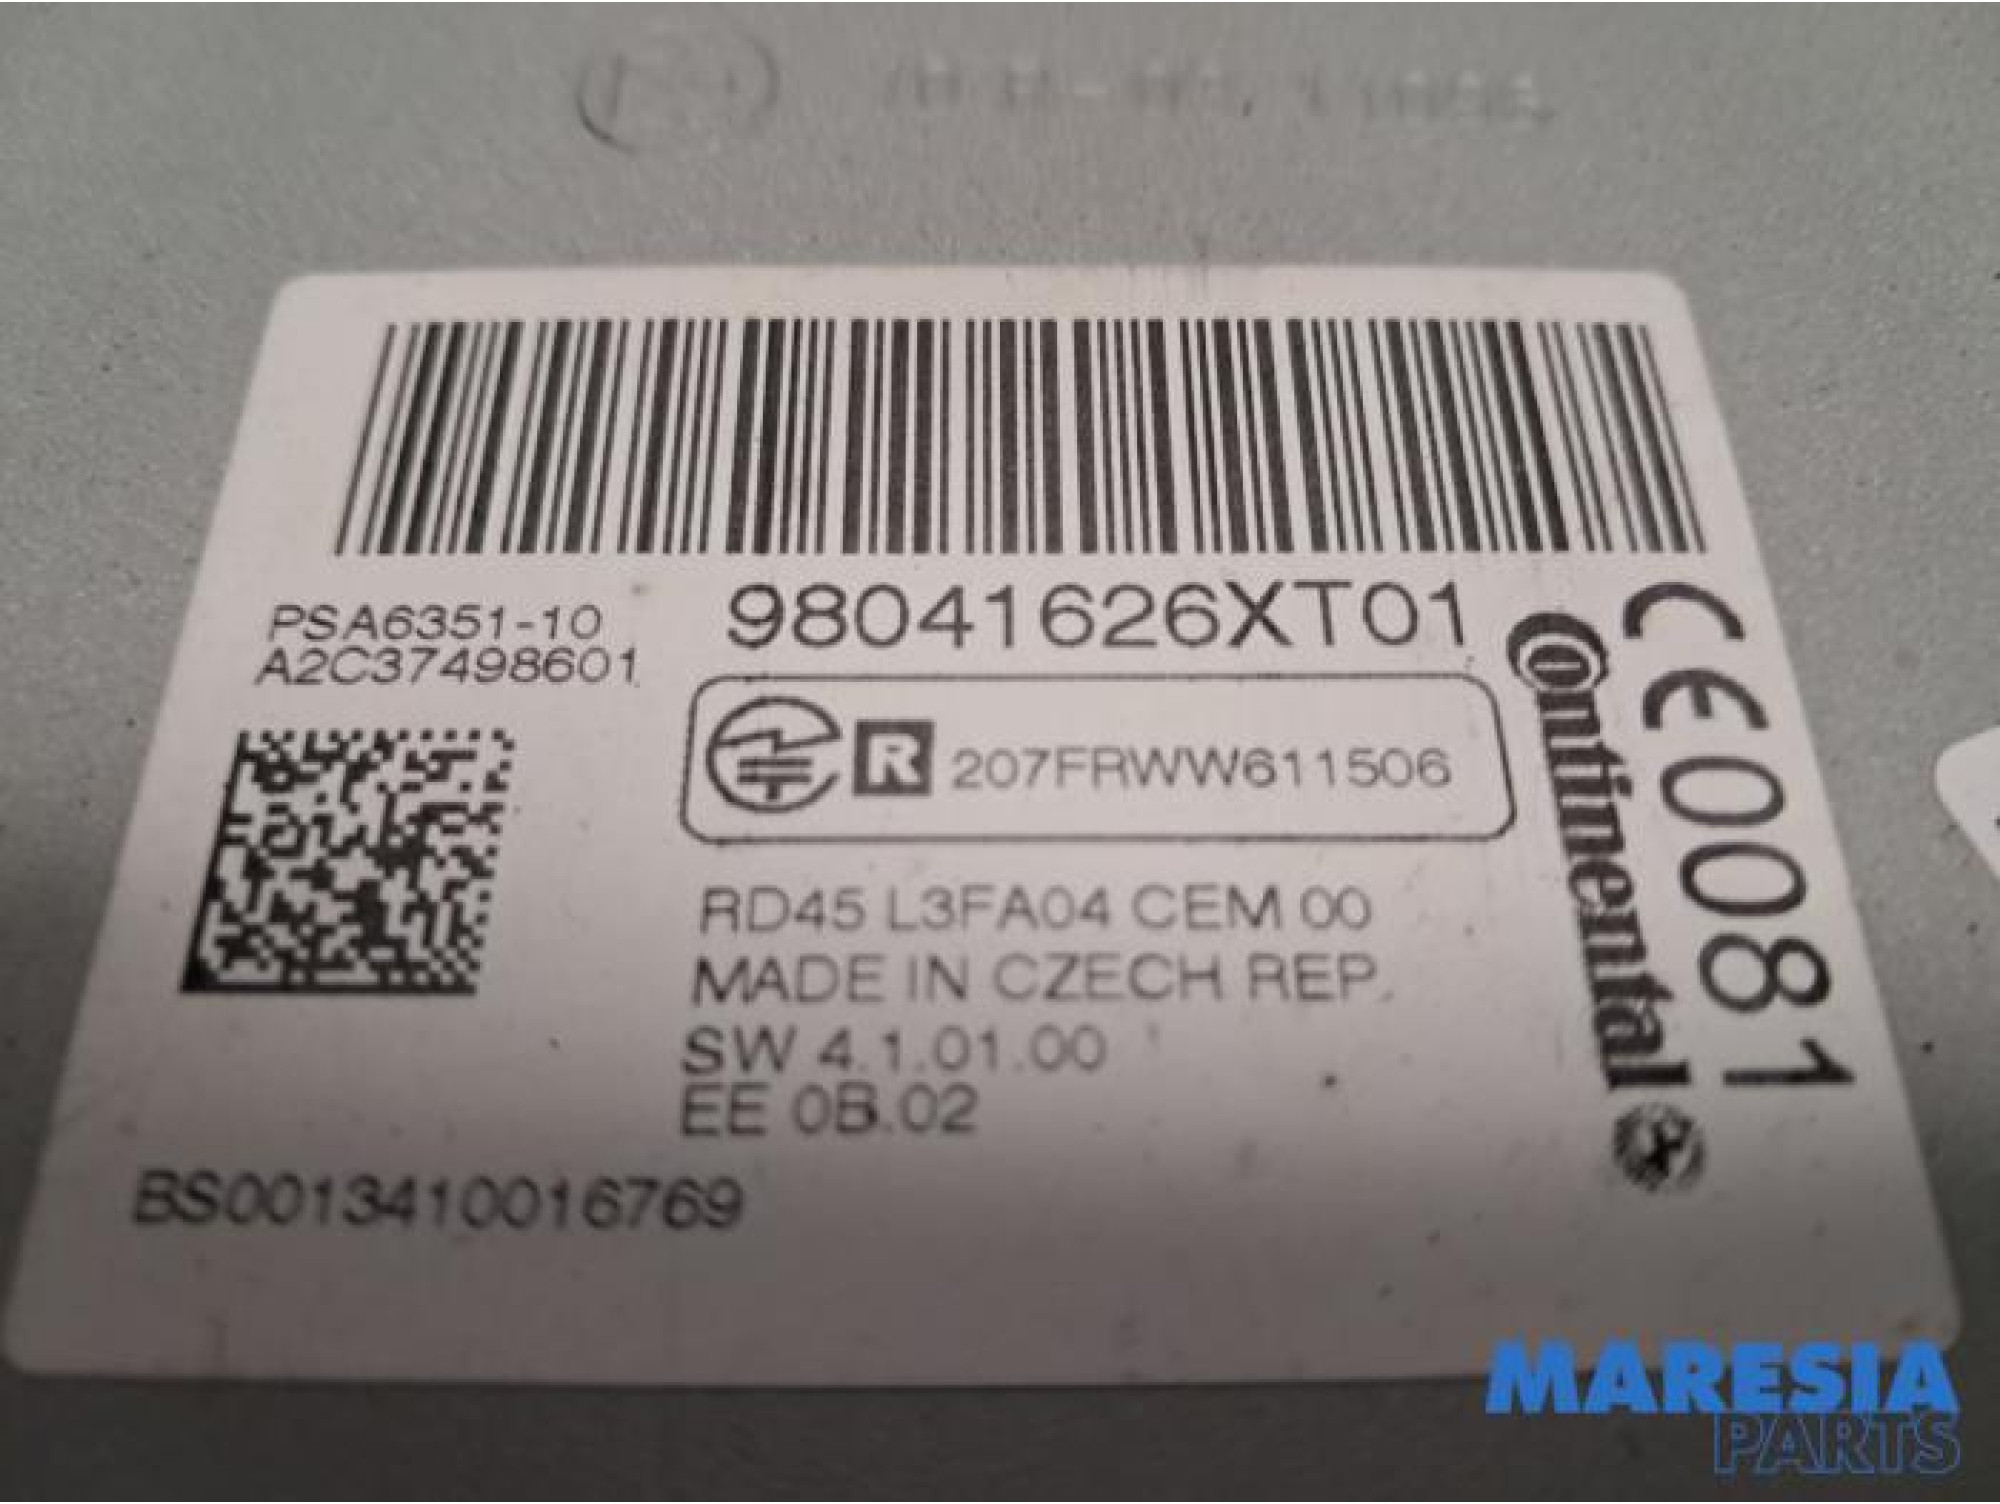 98041626XT01
PSA6351-10
A2C37498601
R 207FRWW611506
RD45 L3FA04 CEM 00
MADE IN CZECH REP.
SW 4.1.01.00
EE 0B.02
BS0013410016769
Continental
CE0081
MARESIA
PARTS